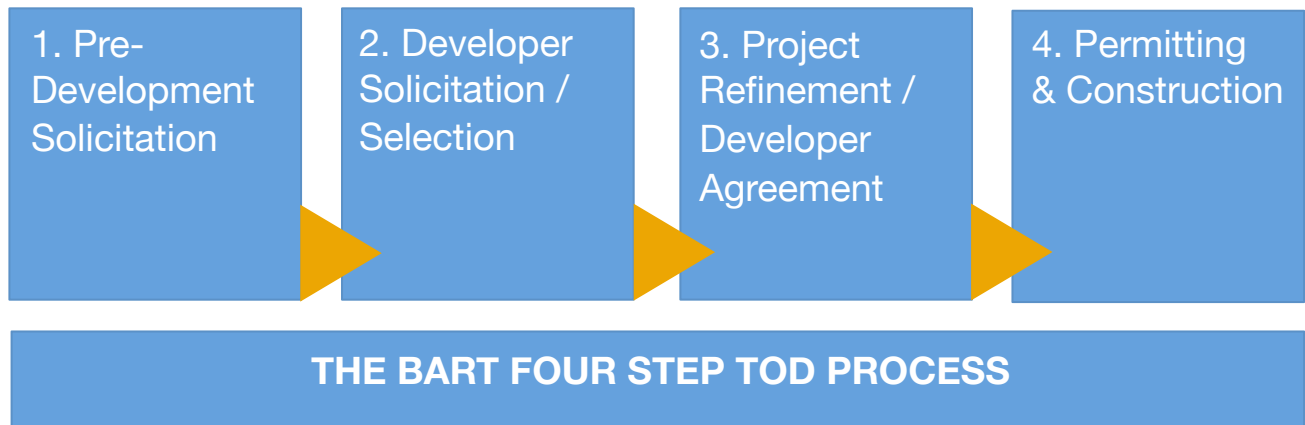 1. Pre-
Development
Solicitation
2. Developer
Solicitation /
Selection
3. Project
Refinement /
Developer
Agreement
4. Permitting
& Construction
THE BART FOUR STEP TOD PROCESS